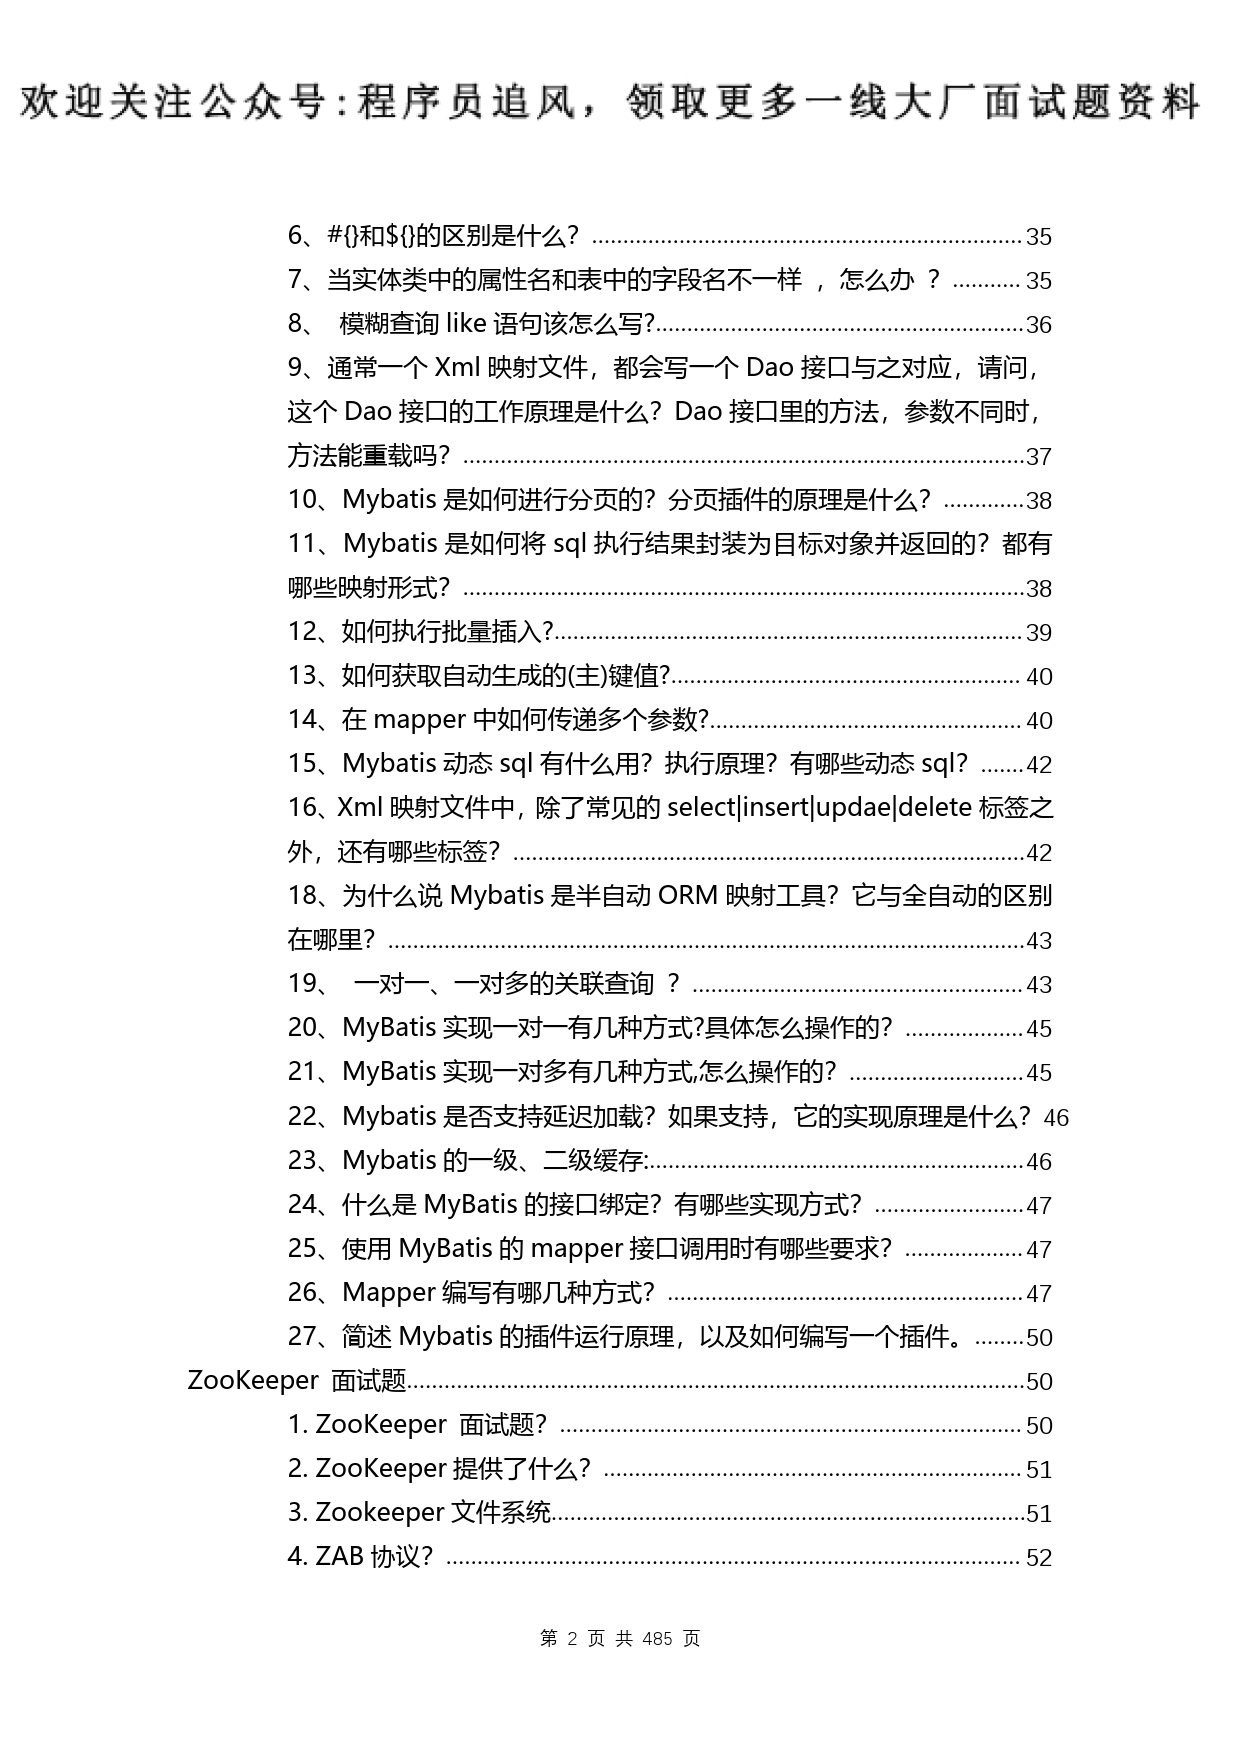 欢迎关注公众号:程序员追风，领取更多一线大厂面试题资料
6、#{}和${}的区别是什么？ 35
7、当实体类中的属性名和表中的字段名不一样 ，怎么办 ？ 35
8、 模糊查询 like 语句该怎么写? 36
9、通常一个 Xml 映射文件，都会写一个 Dao 接口与之对应，请问，
这个 Dao 接口的工作原理是什么？Dao 接口里的方法，参数不同时，
方法能重载吗？ 37
10、Mybatis 是如何进行分页的？分页插件的原理是什么？ 38
11、Mybatis 是如何将 sql 执行结果封装为目标对象并返回的？都有
哪些映射形式？ 38
12、如何执行批量插入? 39
13、如何获取自动生成的(主)键值? 40
14、在 mapper 中如何传递多个参数? 40
15、Mybatis 动态 sql 有什么用？执行原理？有哪些动态 sql？ 42
16、Xml 映射文件中，除了常见的 select|insert|updae|delete 标签之
外，还有哪些标签？ 42
18、为什么说 Mybatis 是半自动 ORM 映射工具？它与全自动的区别
在哪里？ 43
19、 一对一、一对多的关联查询 ？ 43
20、MyBatis 实现一对一有几种方式?具体怎么操作的？ 45
21、MyBatis 实现一对多有几种方式,怎么操作的？ 45
22、Mybatis 是否支持延迟加载？如果支持，它的实现原理是什么？ 46
23、Mybatis 的一级、二级缓存: 46
24、什么是 MyBatis 的接口绑定？有哪些实现方式？ 47
25、使用 MyBatis 的 mapper 接口调用时有哪些要求？ 47
26、Mapper 编写有哪几种方式？ 47
27、简述 Mybatis 的插件运行原理，以及如何编写一个插件。 50
ZooKeeper 面试题 50
1. ZooKeeper 面试题？ 50
2. ZooKeeper 提供了什么？ 51
3. Zookeeper 文件系统 51
4. ZAB 协议？ 52
第 2 页 共 485 页